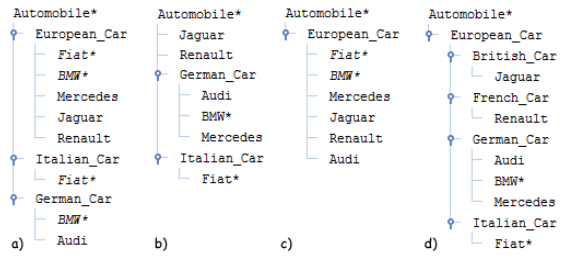 Automobile*
European_Car
Fiat*
BMW*
Mercedes
Jaguar
Renault
Italian_Car
Fiat*
German_Car
BMW*
Audi
a)
Automobile*
Jaguar
Renault
German_Car
Audi
BMW*
Mercedes
Italian_Car
Fiat*
b)
Automobile*
European_Car
Fiat*
BMW*
Mercedes
Jaguar
Renault
Audi
c)
Automobile*
European_Car
British_Car
Jaguar
French_Car
Renault
German_Car
Audi
BMW*
Mercedes
Italian_Car
Fiat*
d)